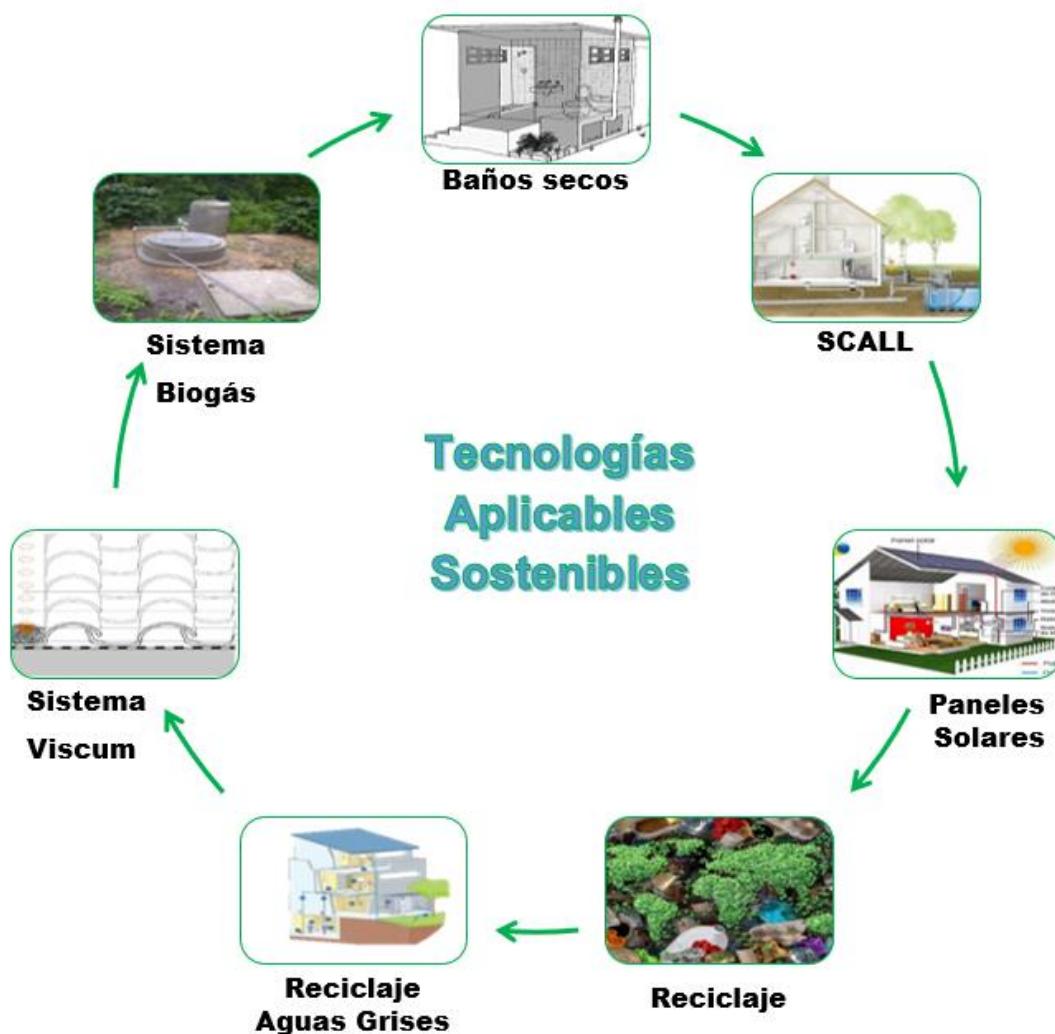 Baños secos
SCALL
Paneles
Solares
Reciclaje
Reciclaje
Aguas Grises
Sistema
Viscum
Sistema
Biogás
Tecnologías
Aplicables
Sostenibles